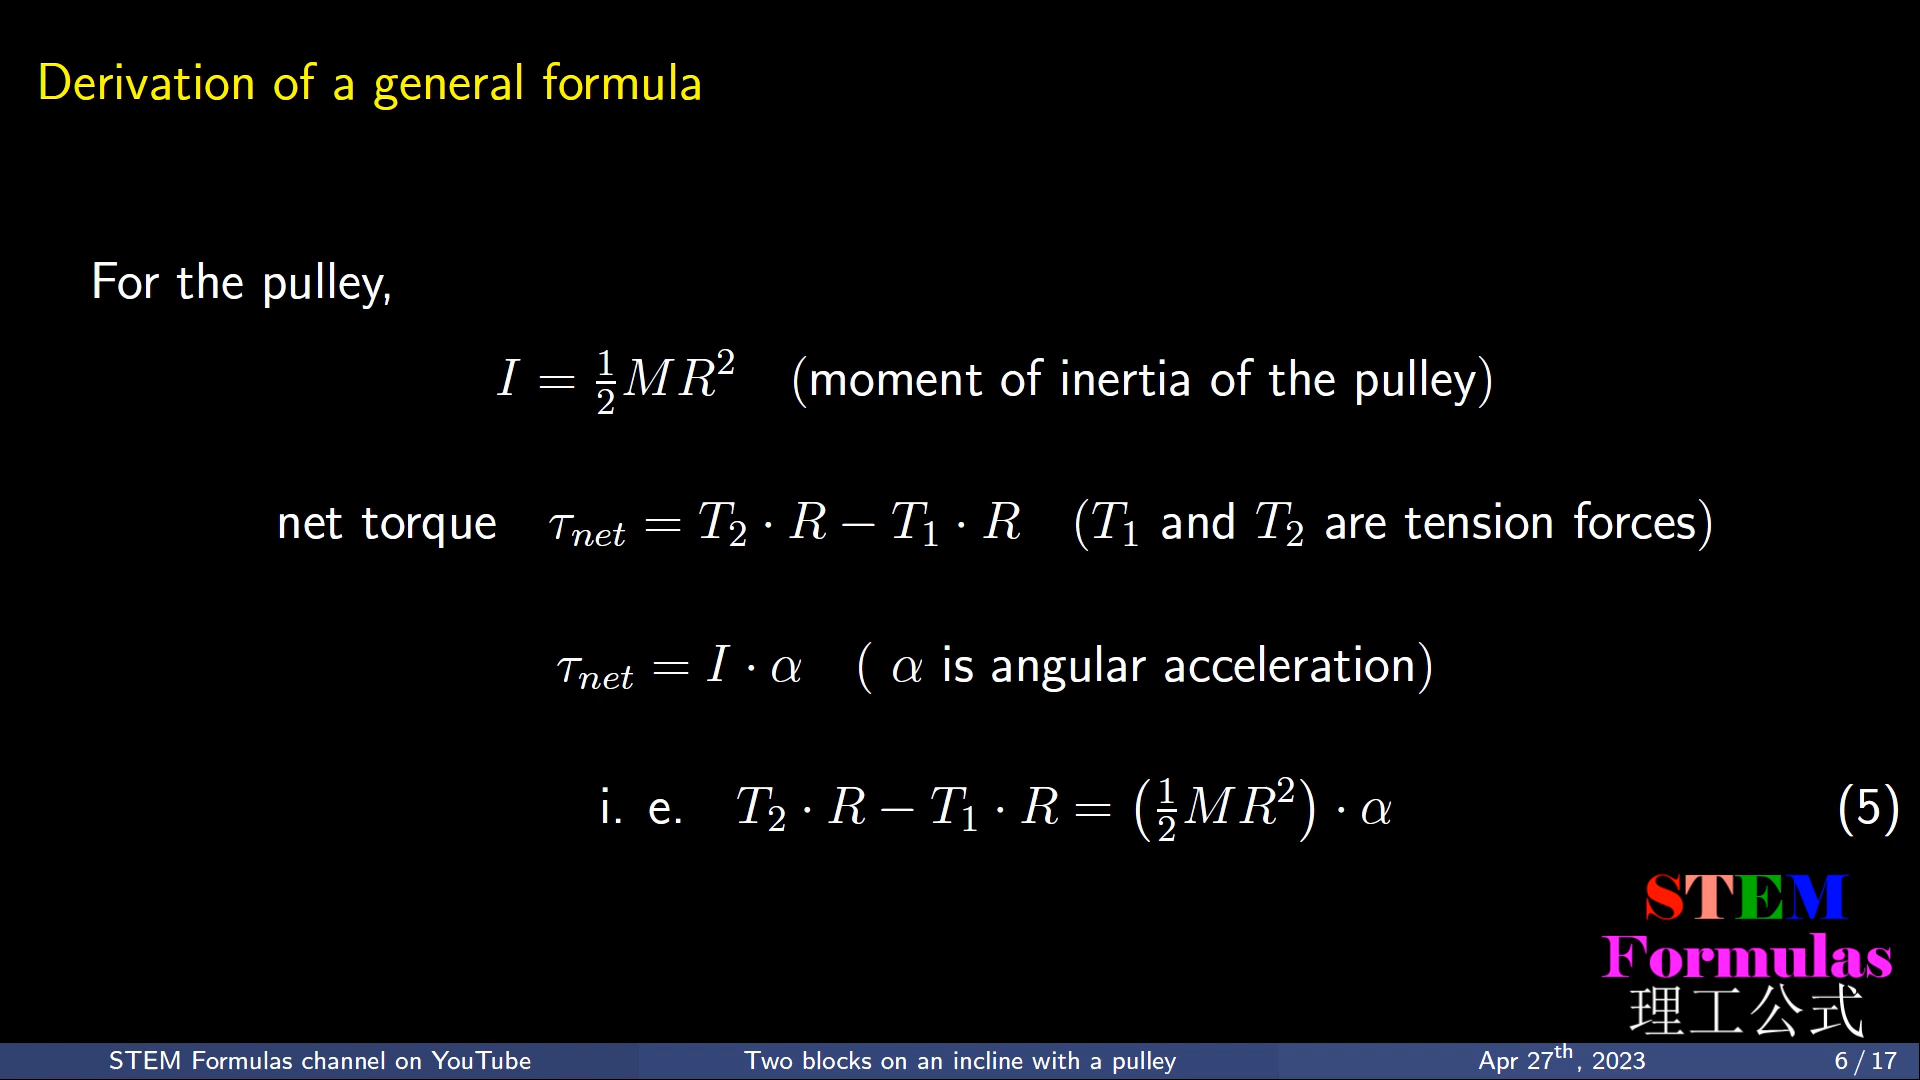 Derivation of a general formula
For the pulley,
I = ½MR² (moment of inertia of the pulley)
net torque τ_net = T₂ · R − T₁ · R (T₁ and T₂ are tension forces)
τ_net = I · α ( α is angular acceleration)
i. e. T₂ · R − T₁ · R = (½MR²) · α (5)
STEM
Formulas
理工公式
STEM Formulas channel on YouTube Two blocks on an incline with a pulley Apr 27th, 2023 6 / 17